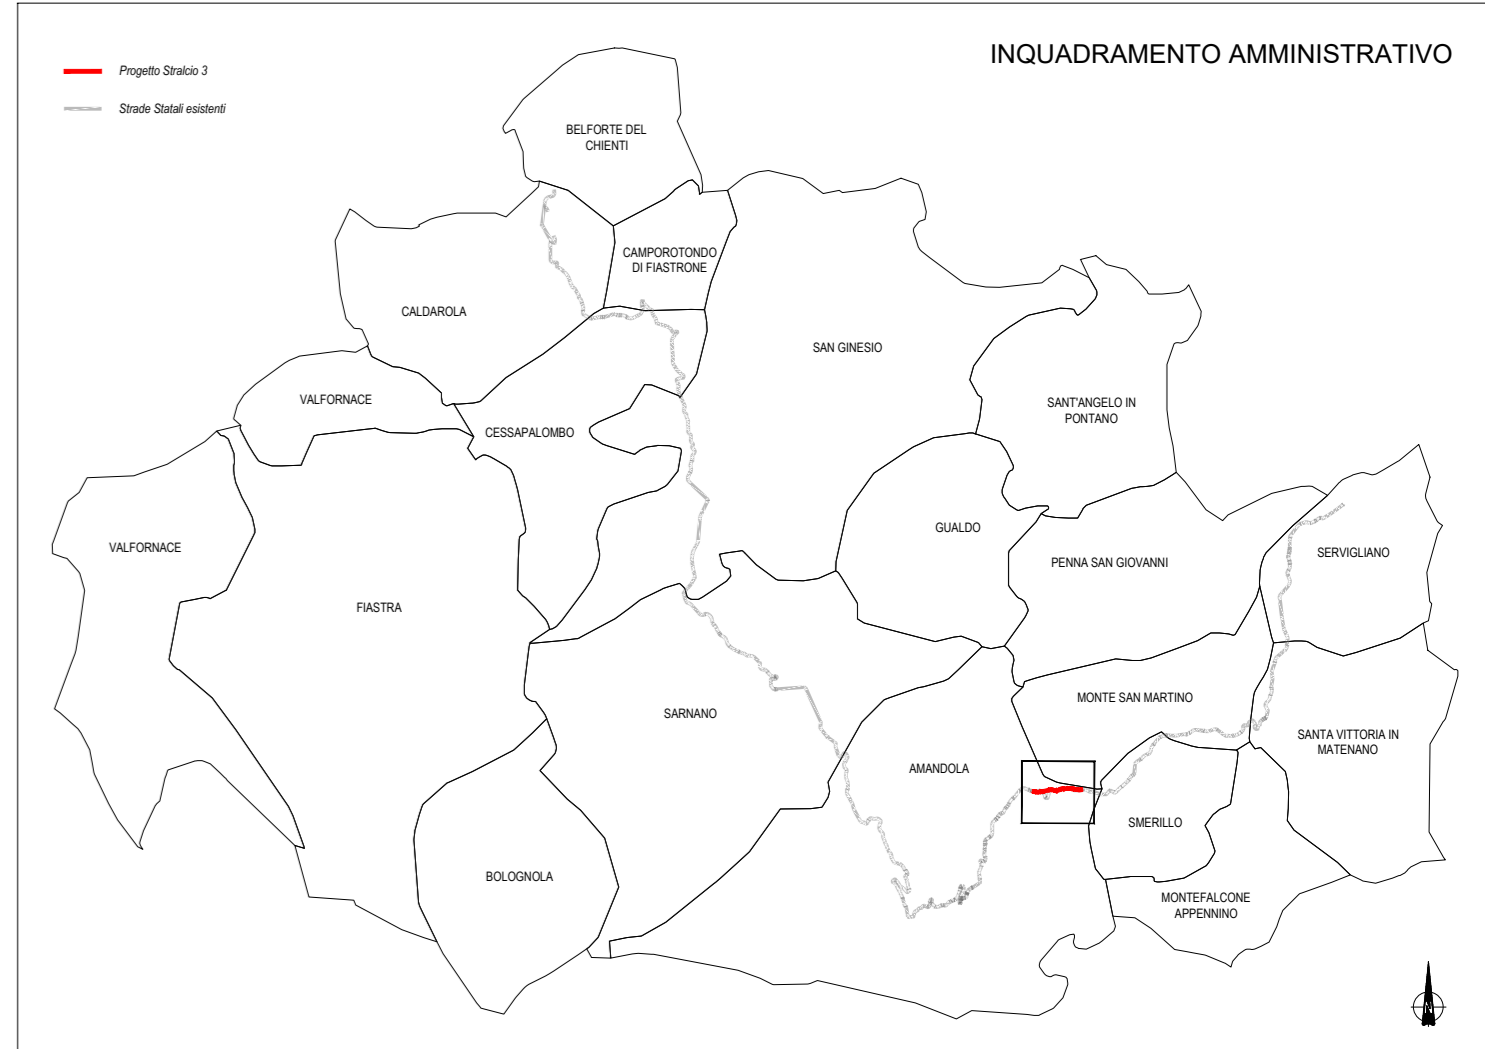 INQUADRAMENTO AMMINISTRATIVO
Progetto Stralcio 3
Strade Statali esistenti
BELFORTE DEL
CHIENTI
CAMPOROTONDO
DI FIASTRONE
CALDAROLA
SAN GINESIO
VALFORNACE
SANT'ANGELO IN
PONTANO
CESSAPALOMBO
GUALDO
VALFORNACE
SERVIGLIANO
PENNA SAN GIOVANNI
FIASTRA
MONTE SAN MARTINO
SARNANO
SANTA VITTORIA IN
MATENANO
AMANDOLA
SMERILLO
BOLOGNOLA
MONTEFALCONE
APPENNINO